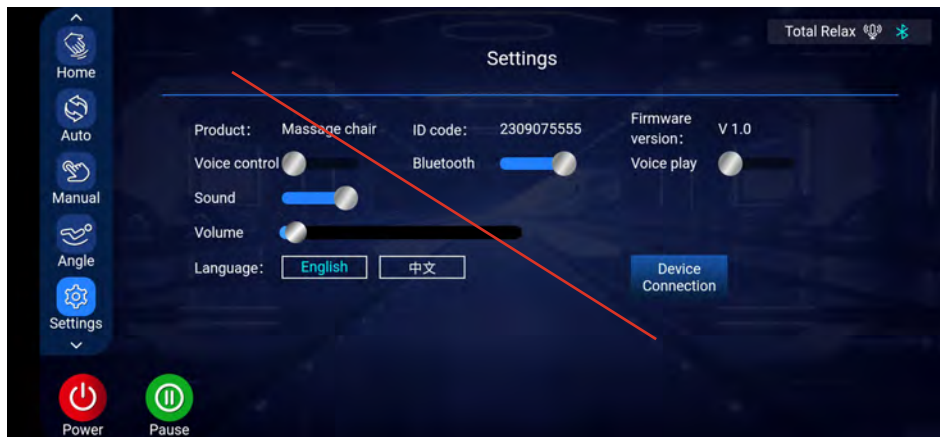 Total Relax
Settings
Home
Auto
Manual
Angle
Settings
Product: Massage chair ID code: 2309075555 Firmware version: V 1.0
Voice control Bluetooth Voice play
Sound
Volume
Language: English 中文 Device Connection
Power Pause